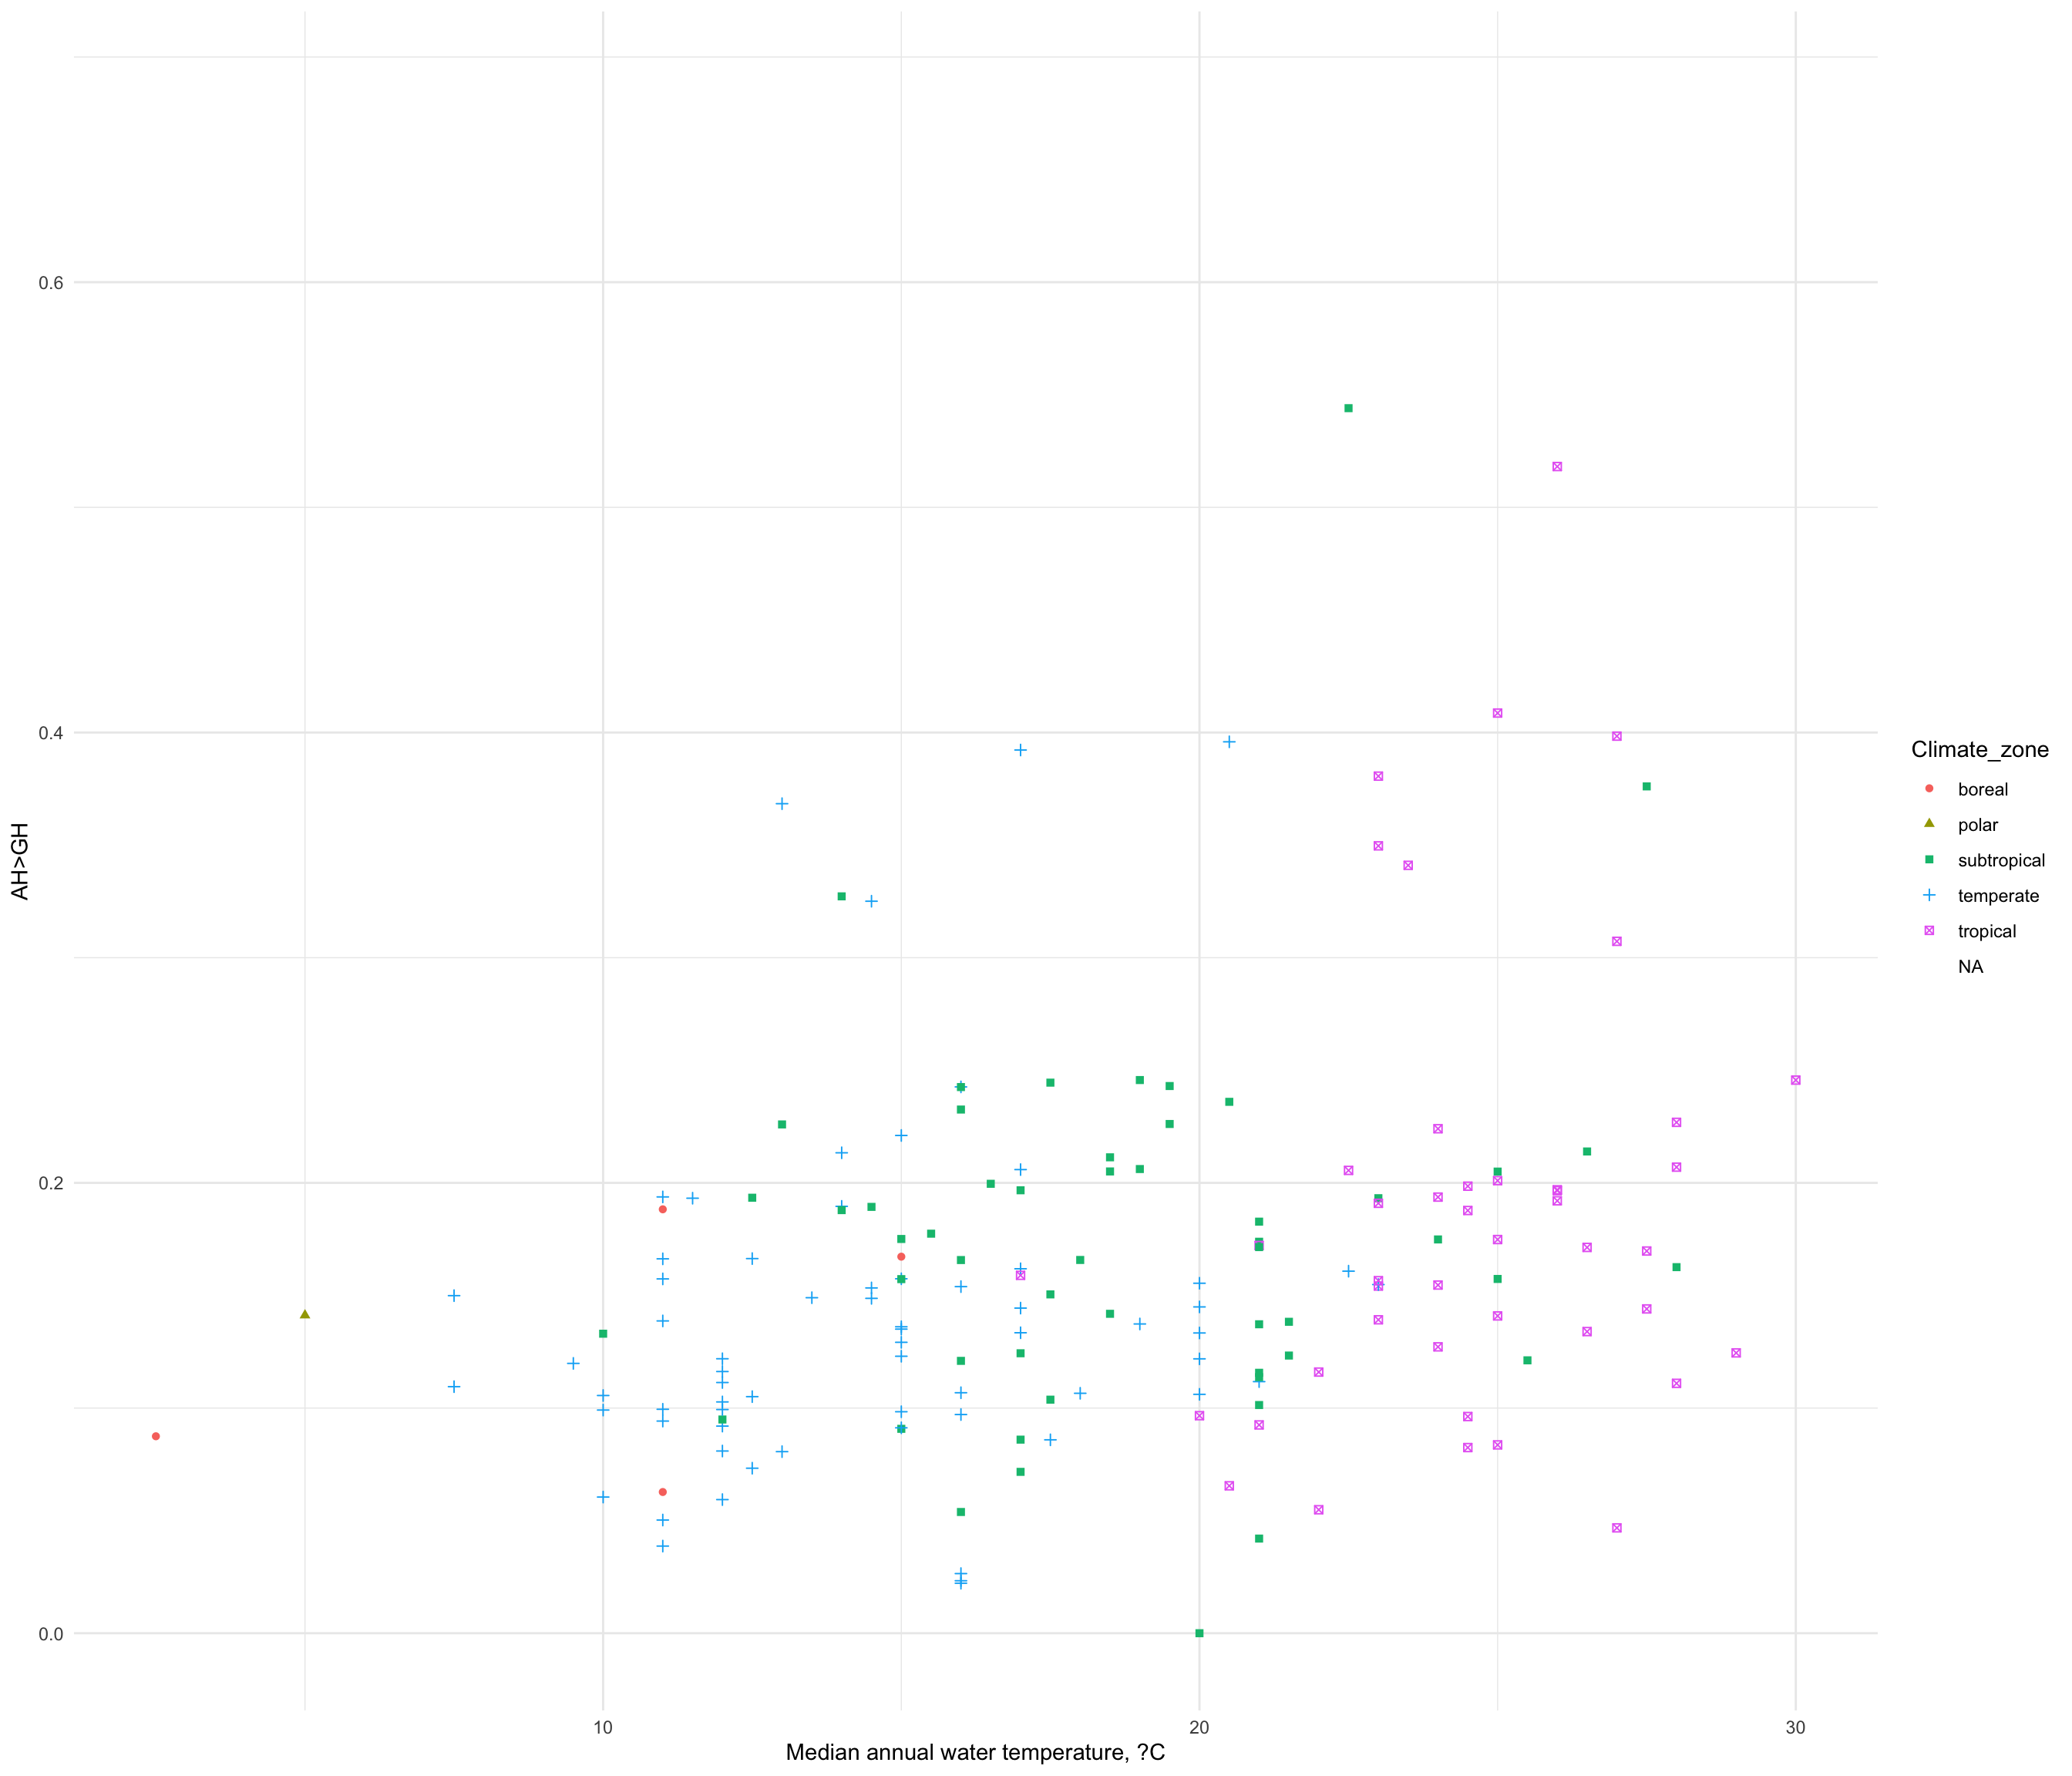 0.6
0.4
0.2
0.0
AH>GH
10
20
30
Median annual water temperature, ?C
Climate_zone
boreal
polar
subtropical
temperate
tropical
NA